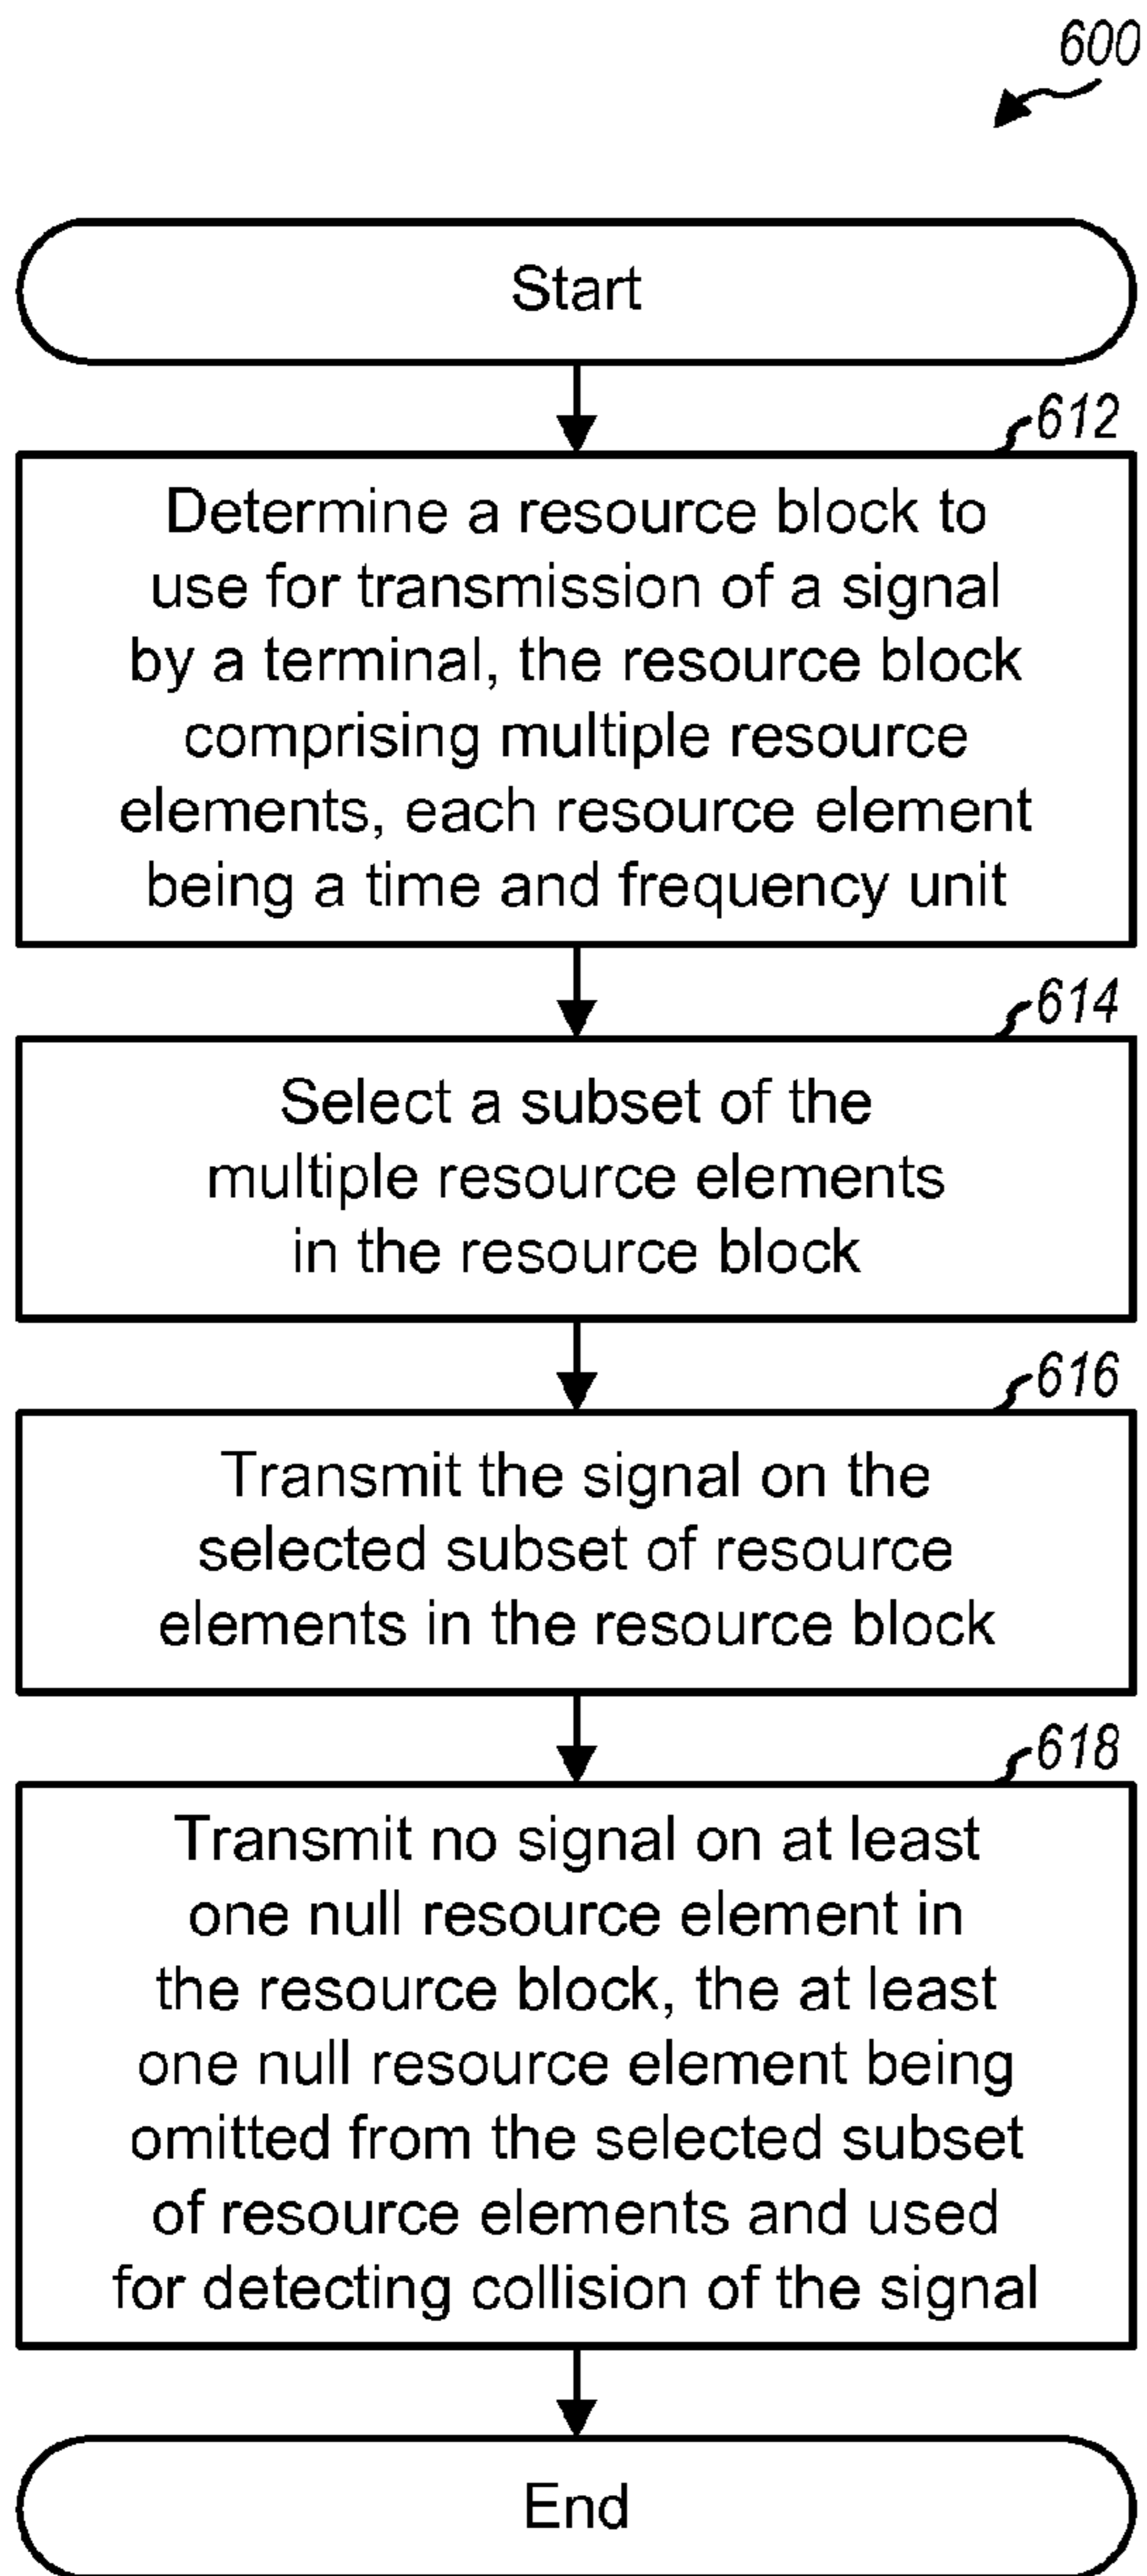 600
Start
612
Determine a resource block to
use for transmission of a signal
by a terminal, the resource block
comprising multiple resource
elements, each resource element
being a time and frequency unit
614
Select a subset of the
multiple resource elements
in the resource block
616
Transmit the signal on the
selected subset of resource
elements in the resource block
618
Transmit no signal on at least
one null resource element in
the resource block, the at least
one null resource element being
omitted from the selected subset
of resource elements and used
for detecting collision of the signal
End